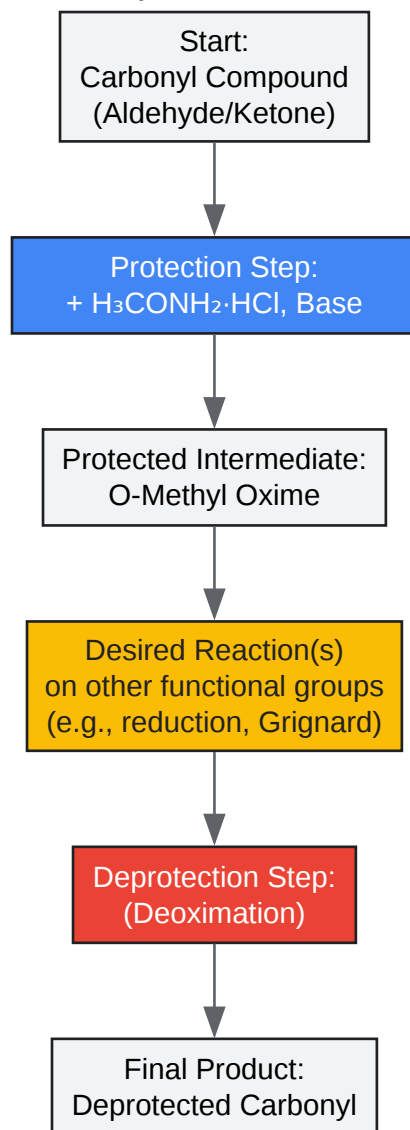 Start:
Carbonyl Compound
(Aldehyde/Ketone)
Protection Step:
+ H₃CONH₂·HCl, Base
Protected Intermediate:
O-Methyl Oxime
Desired Reaction(s)
on other functional groups
(e.g., reduction, Grignard)
Deprotection Step:
(Deoximation)
Final Product:
Deprotected Carbonyl